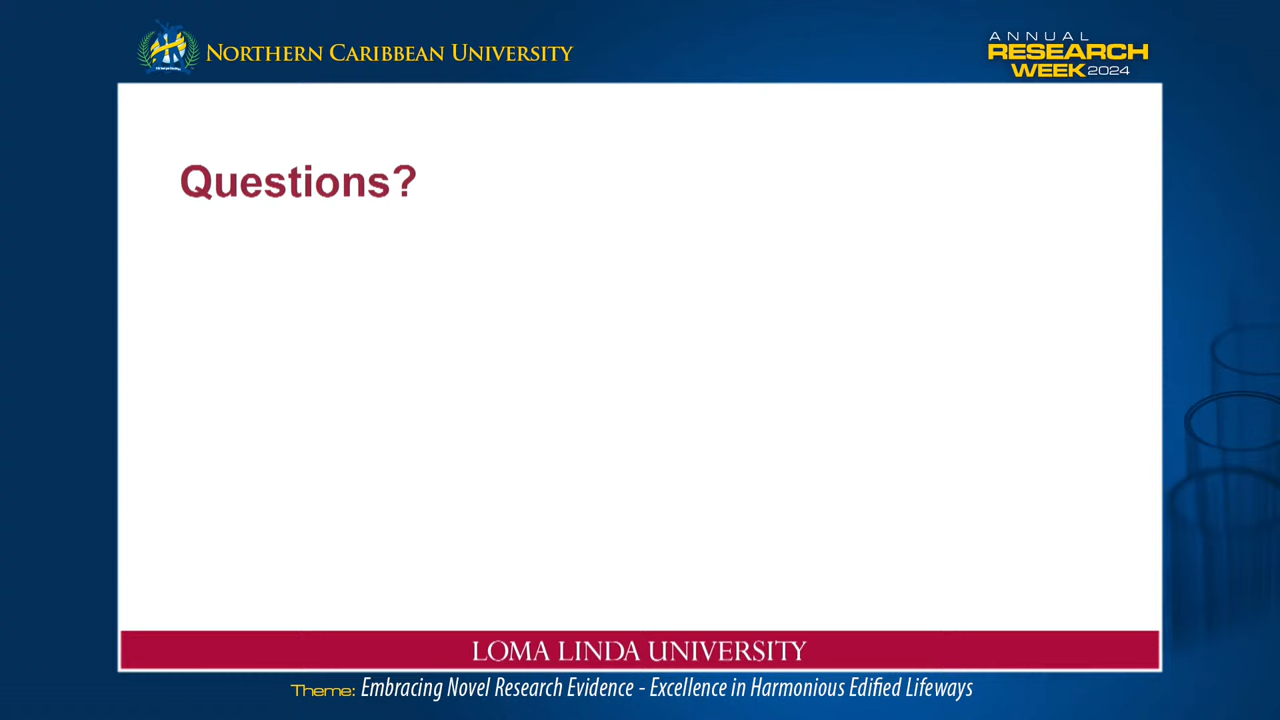 NORTHERN CARIBBEAN UNIVERSITY
ANNUAL
RESEARCH
WEEK 2024
Questions?
LOMA LINDA UNIVERSITY
Theme: Embracing Novel Research Evidence - Excellence in Harmonious Edified Lifeways